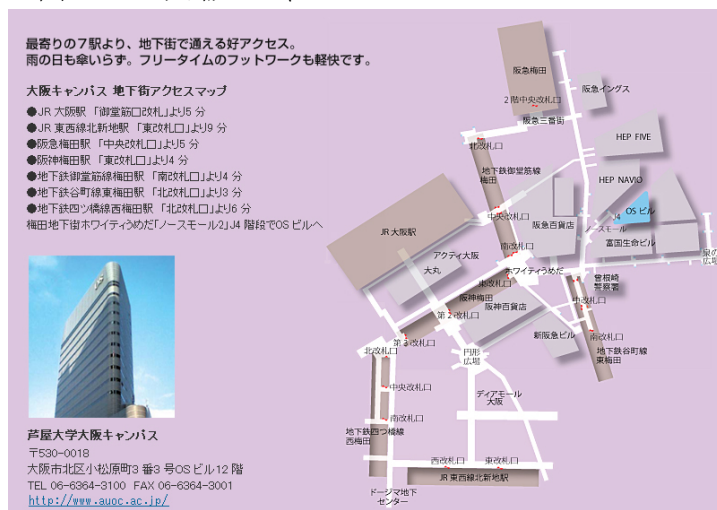 最寄りの7駅より、地下街で通える好アクセス。
雨の日も傘いらず。フリータイムのフットワークも軽快です。
大阪キャンパス 地下街アクセスマップ
●JR 大阪駅 「御堂筋口改札」より5 分
●JR 東西線北新地駅 「東改札口」より9 分
●阪急梅田駅 「中央改札口」より5 分
●阪神梅田駅 「東改札口」より4 分
●地下鉄御堂筋線梅田駅 「南改札口」より4 分
●地下鉄谷町線東梅田駅 「北改札口」より3 分
●地下鉄四ツ橋線西梅田駅 「北改札口」より6 分
梅田地下街ホワイティうめだ「ノースモール2」J4 階段でOS ビルへ
芦屋大学大阪キャンパス
〒530-0018
大阪市北区小松原町3 番3 号OS ビル12 階
TEL 06-6364-3100 FAX 06-6364-3001
http://www.auoc.ac.jp/
阪急梅田
2 階中央改札口
阪急イングス
阪急三番街
北改札口
HEP FIVE
地下鉄御堂筋線
梅田
HEP NAVIO
中央改札口
阪急百貨店
J4
OS ビル
ノースモール
富国生命ビル
JR 大阪駅
南改札口
アクティ大阪
大丸
ホワイティうめだ
泉の
広場
東改札口
曽根崎
警察署
阪神梅田
阪神百貨店
中改札口
第2 改札口
新阪急ビル
南改札口
第3 改札口
北改札口
円形
広場
地下鉄谷町線
東梅田
中央改札口
ディアモール
大阪
南改札口
地下鉄四つ橋線
西梅田
西改札口
東改札口
JR 東西線北新地駅
ドージマ地下
センター